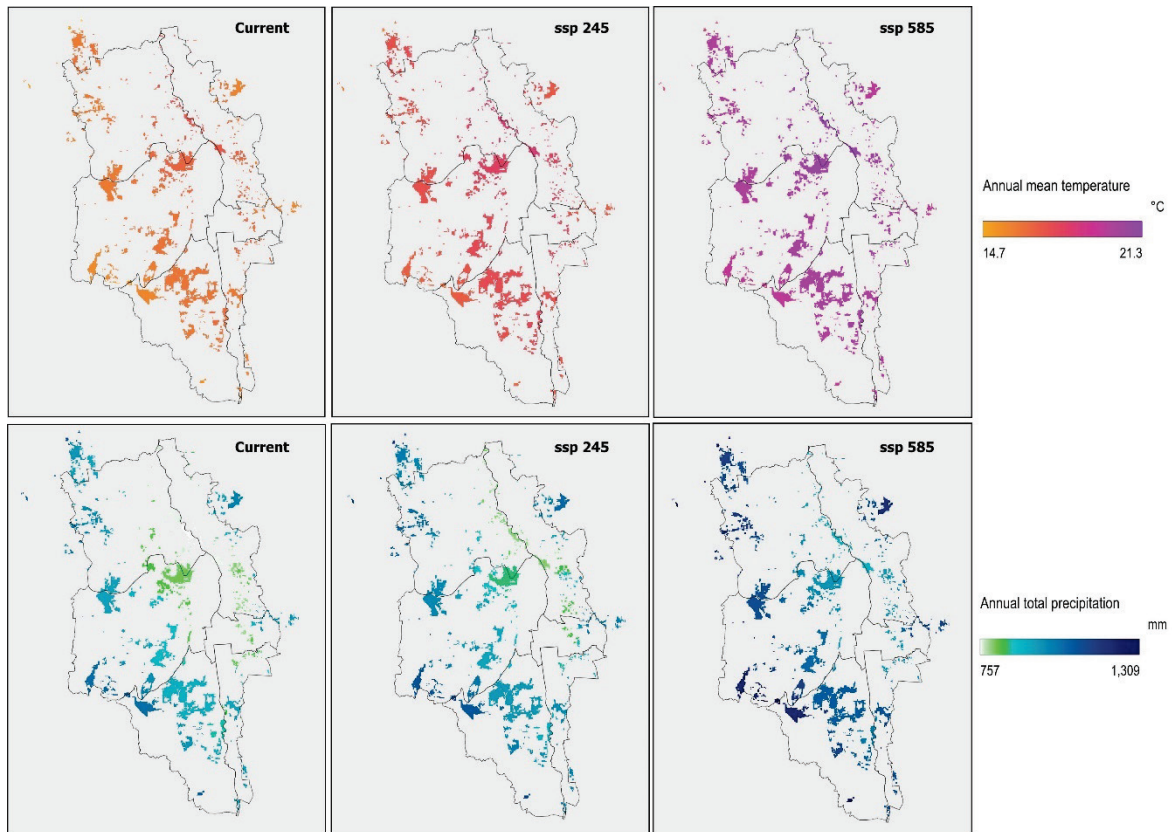 Current
ssp 245
ssp 585
Annual mean temperature
°C
14.7
21.3
Current
ssp 245
ssp 585
Annual total precipitation
mm
757
1,309